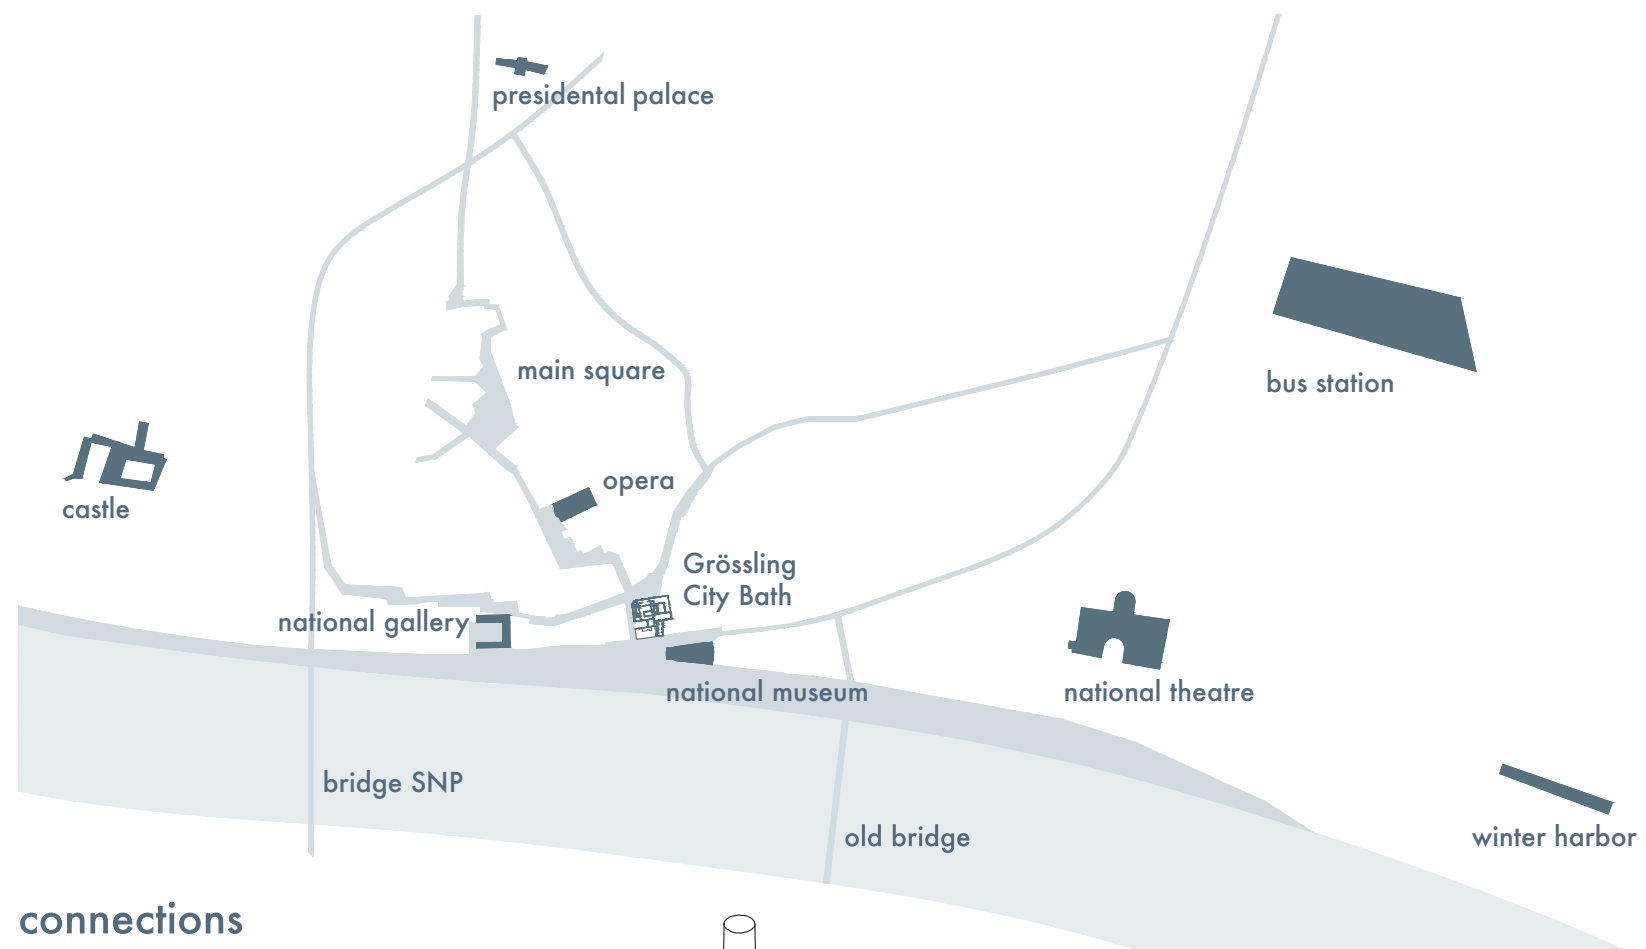 presidental palace
main square
bus station
opera
castle
Grössling
City Bath
national gallery
national museum
national theatre
bridge SNP
old bridge
winter harbor
connections